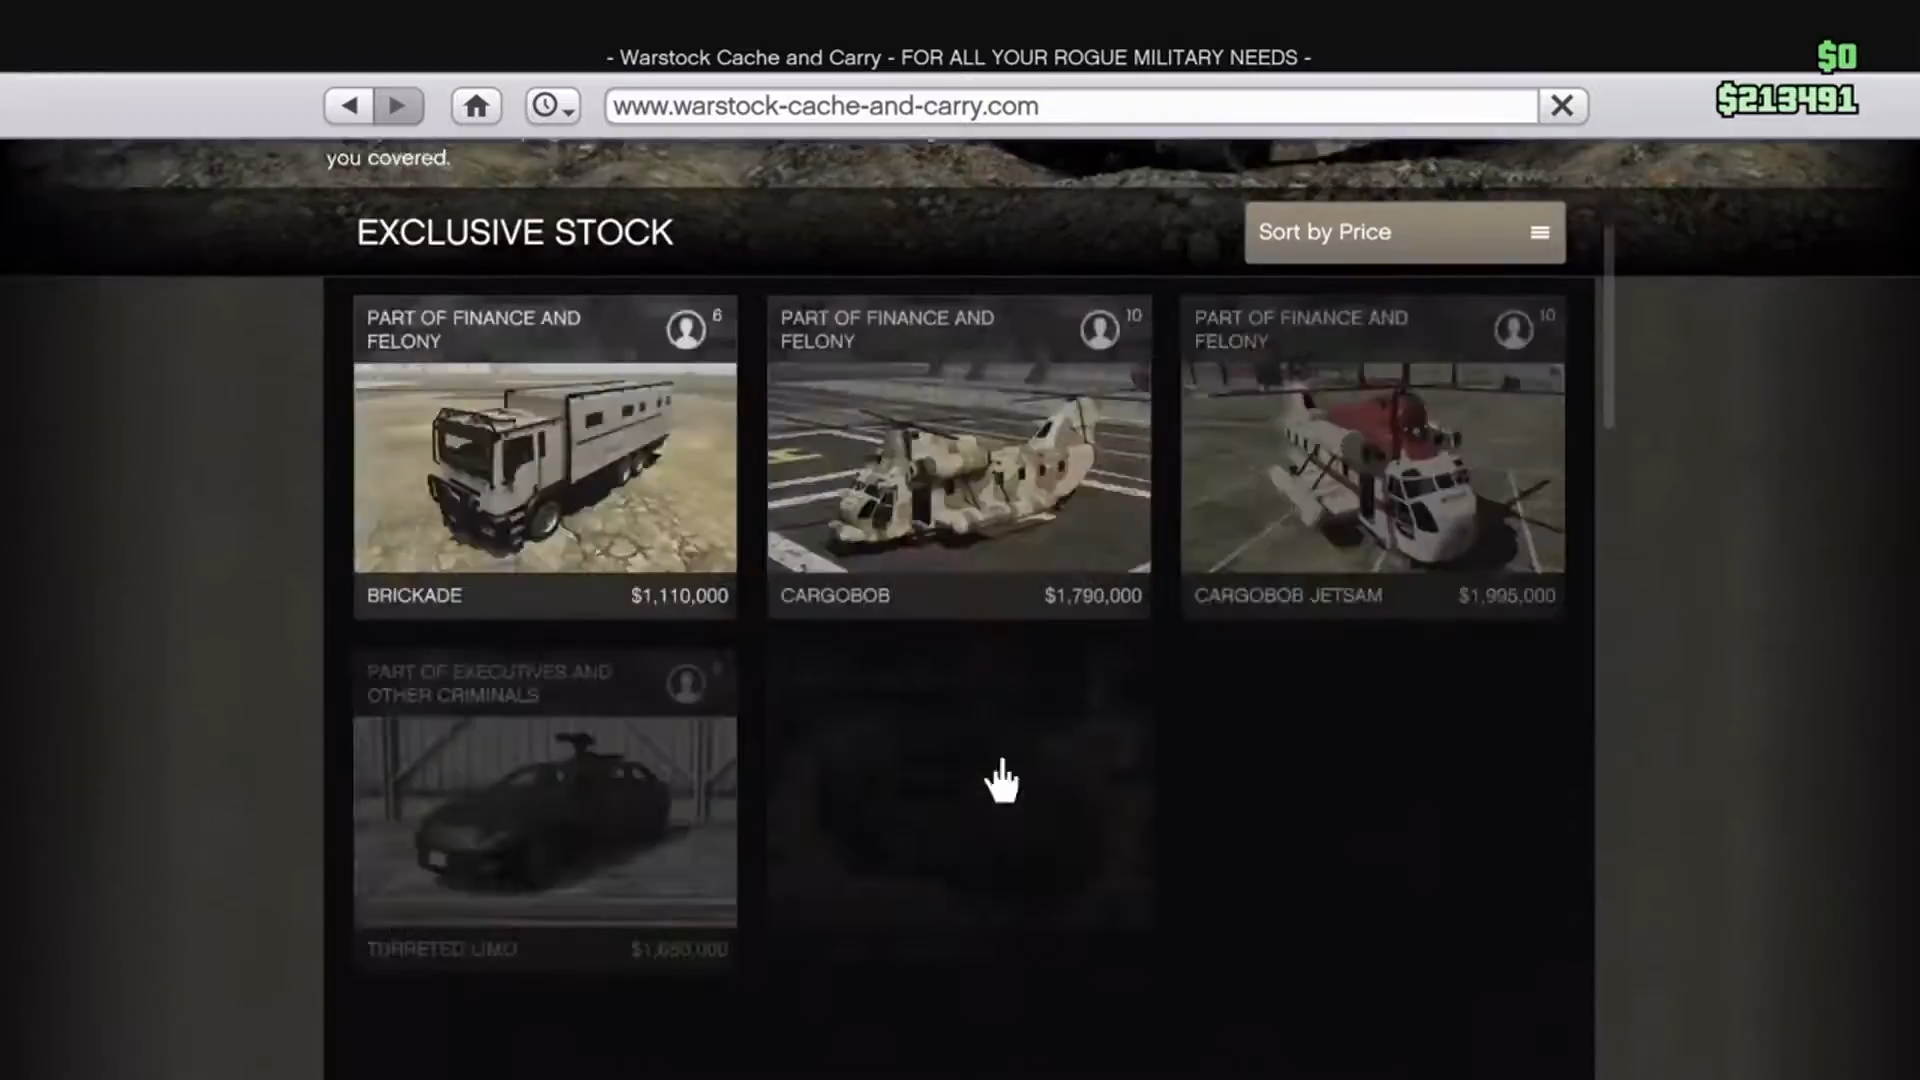 - Warstock Cache and Carry - FOR ALL YOUR ROGUE MILITARY NEEDS -
$0
$213491
www.warstock-cache-and-carry.com
you covered.
EXCLUSIVE STOCK
Sort by Price
PART OF FINANCE AND
FELONY
6
PART OF FINANCE AND
FELONY
10
PART OF FINANCE AND
FELONY
10
BRICKADE
$1,110,000
CARGOBOB
$1,790,000
CARGOBOB JETSAM
$1,995,000
PART OF EXECUTIVES AND
OTHER CRIMINALS
TURRETED LIMO
$1,650,000